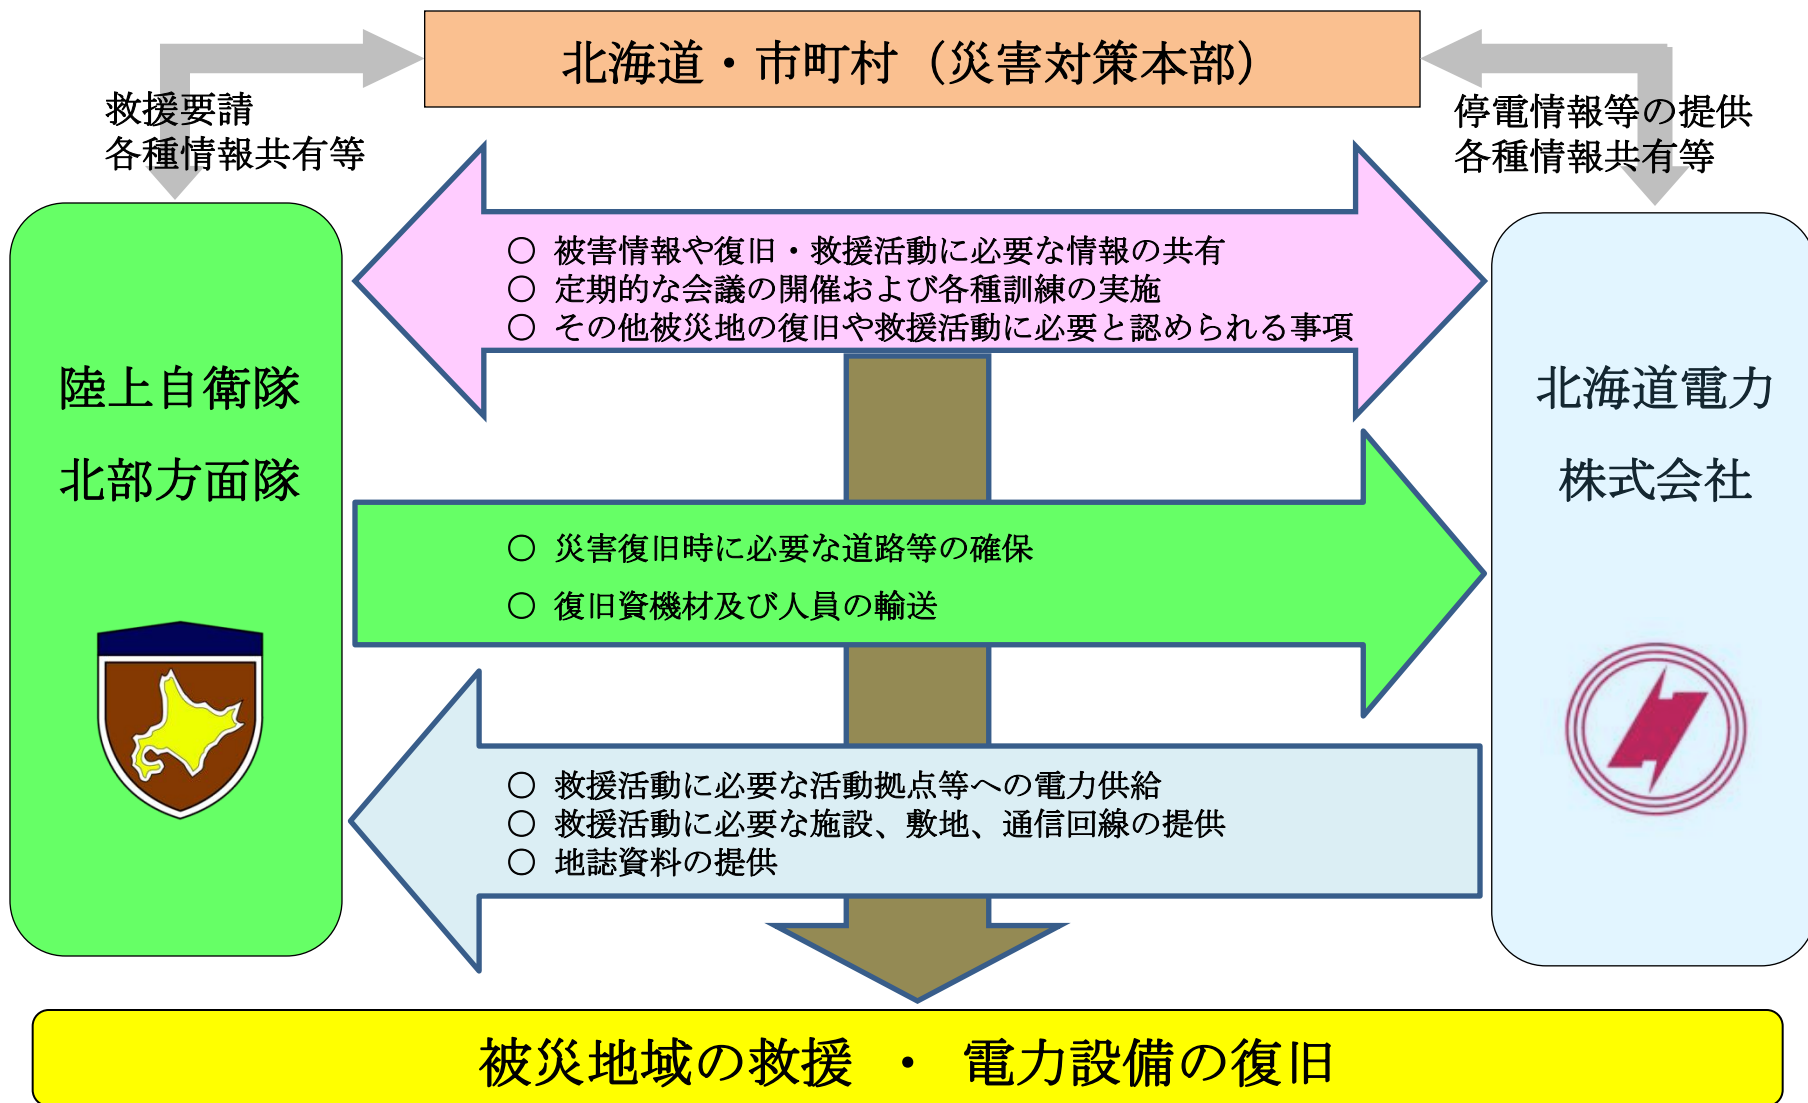 北海道・市町村（災害対策本部）
救援要請
各種情報共有等
停電情報等の提供
各種情報共有等
〇 被害情報や復旧・救援活動に必要な情報の共有
〇 定期的な会議の開催および各種訓練の実施
〇 その他被災地の復旧や救援活動に必要と認められる事項
陸上自衛隊
北部方面隊
北海道電力
株式会社
〇 災害復旧時に必要な道路等の確保
〇 復旧資機材及び人員の輸送
〇 救援活動に必要な活動拠点等への電力供給
〇 救援活動に必要な施設、敷地、通信回線の提供
〇 地誌資料の提供
被災地域の救援 ・ 電力設備の復旧